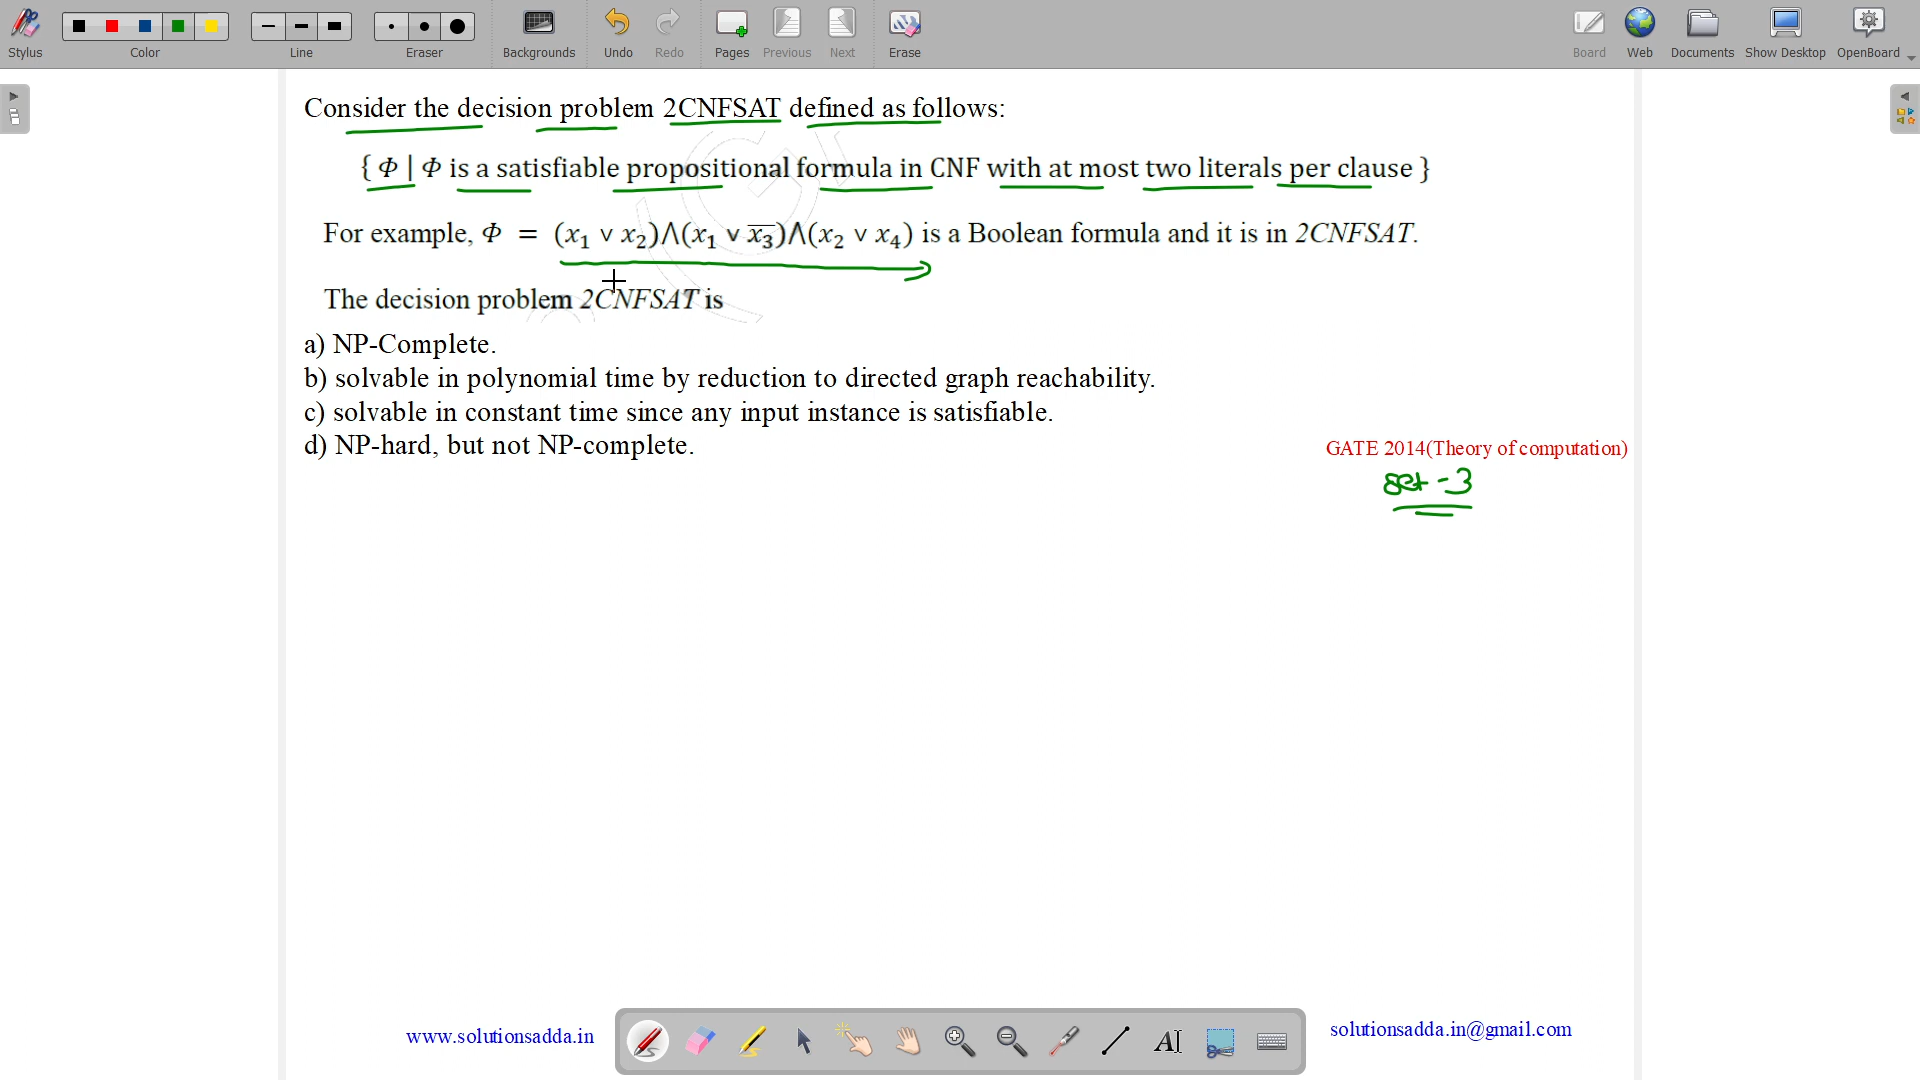 Stylus Color Line Eraser Backgrounds Undo Redo Pages Previous Next Erase Board Web Documents Show Desktop OpenBoard
Consider the decision problem 2CNFSAT defined as follows:
{ Φ | Φ is a satisfiable propositional formula in CNF with at most two literals per clause }
For example, Φ = (x₁ ∨ x₂)⋀(x₁ ∨ x̅₃)⋀(x₂ ∨ x₄) is a Boolean formula and it is in 2CNFSAT.
The decision problem 2CNFSAT is
a) NP-Complete.
b) solvable in polynomial time by reduction to directed graph reachability.
c) solvable in constant time since any input instance is satisfiable.
d) NP-hard, but not NP-complete.
GATE 2014(Theory of computation)
set - 3
www.solutionsadda.in
solutionsadda.in@gmail.com